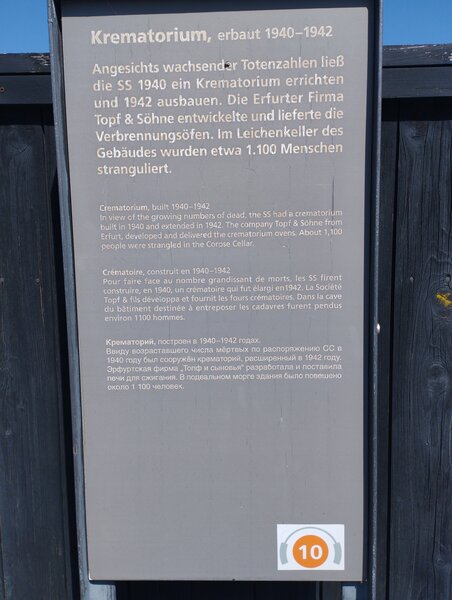 Krematorium, erbaut 1940–1942
Angesichts wachsender Totenzahlen ließ
die SS 1940 ein Krematorium errichten
und 1942 ausbauen. Die Erfurter Firma
Topf & Söhne entwickelte und lieferte die
Verbrennungsöfen. Im Leichenkeller des
Gebäudes wurden etwa 1.100 Menschen
stranguliert.
Crematorium, built 1940–1942
In view of the growing numbers of dead, the SS had a crematorium
built in 1940 and extended in 1942. The company Topf & Söhne from
Erfurt, developed and delivered the crematorium ovens. About 1,100
people were strangled in the Corose Cellar.
Crématoire, construit en 1940–1942
Pour faire face au nombre grandissant de morts, les SS firent
construire, en 1940, un crématoire qui fut élargi en1942. La Société
Topf & fils développa et fournit les fours crématoires. Dans la cave
du bâtiment destinée à entreposer les cadavres furent pendus
environ 1100 hommes.
Крематорий, построен в 1940–1942 годах.
Ввиду возраставшего числа мёртвых по распоряжению СС в
1940 году был сооружён крематорий, расширенный в 1942 году.
Эрфуртская фирма „Топф и сыновья" разработала и поставила
печи для сжигания. В подвальном морге здания было повешено
около 1 100 человек.
10